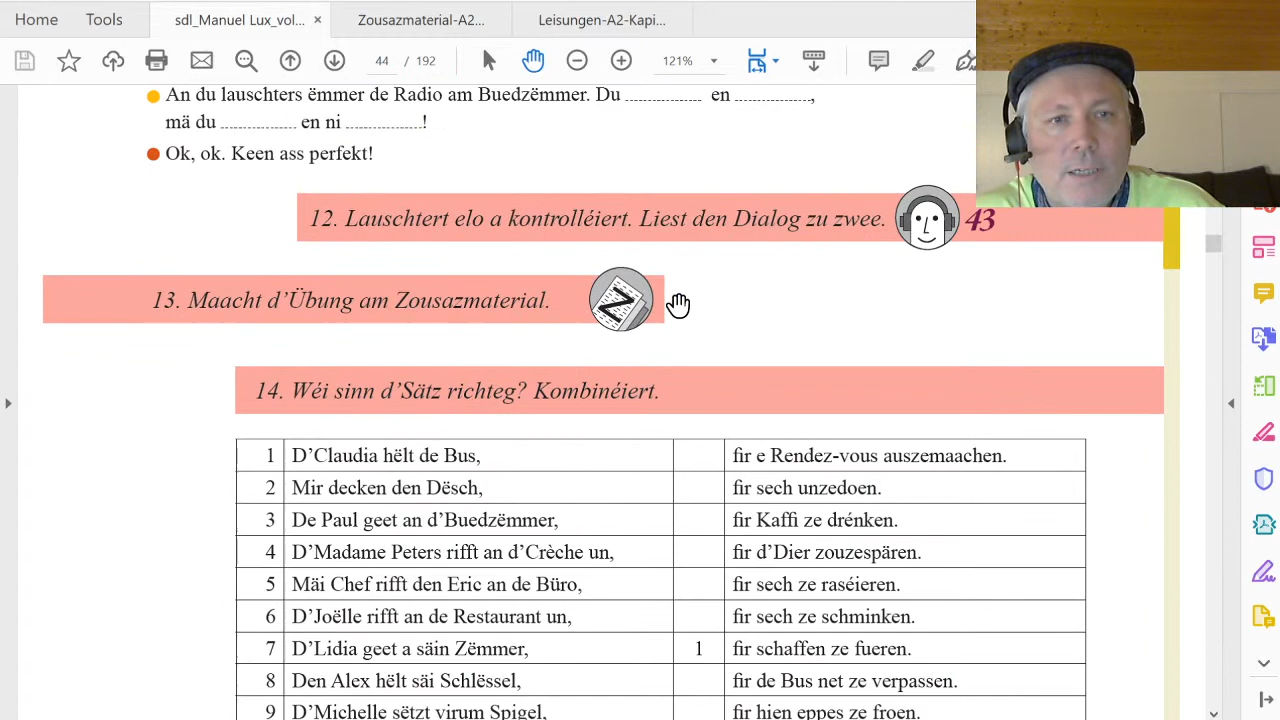 Home Tools sdl_Manuel Lux_vol... × Zousazmaterial-A2... Leisungen-A2-Kapi...
44 / 192 121%
An du lauschters ëmmer de Radio am Buedzëmmer. Du ............ en ............,
mä du ............ en ni ............!
Ok, ok. Keen ass perfekt!
12. Lauschtert elo a kontrolléiert. Liest den Dialog zu zwee. 43
13. Maacht d'Übung am Zousazmaterial. Z
14. Wéi sinn d'Sätz richteg? Kombinéiert.
1 D'Claudia hëlt de Bus, fir e Rendez-vous auszemaachen.
2 Mir decken den Dësch, fir sech unzedoen.
3 De Paul geet an d'Buedzëmmer, fir Kaffi ze drénken.
4 D'Madame Peters rifft an d'Crèche un, fir d'Dier zouzespären.
5 Mäi Chef rifft den Eric an de Büro, fir sech ze raséieren.
6 D'Joëlle rifft an de Restaurant un, fir sech ze schminken.
7 D'Lidia geet a säin Zëmmer, 1 fir schaffen ze fueren.
8 Den Alex hëlt säi Schlëssel, fir de Bus net ze verpassen.
9 D'Michelle sëtzt virum Spigel, fir hien eppes ze froen.